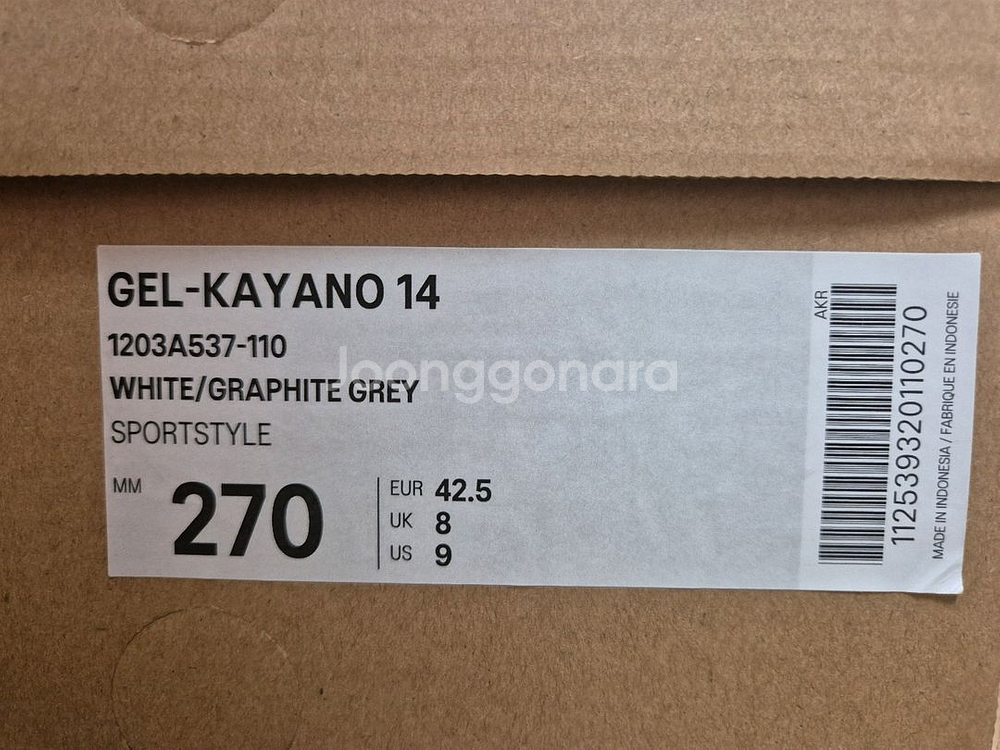 GEL-KAYANO 14
1203A537-110
WHITE/GRAPHITE GREY
SPORTSTYLE
MM 270
EUR 42.5
UK 8
US 9
AKR
112539320110270
MADE IN INDONESIA / FABRIQUE EN INDONESIE
Joonggonara